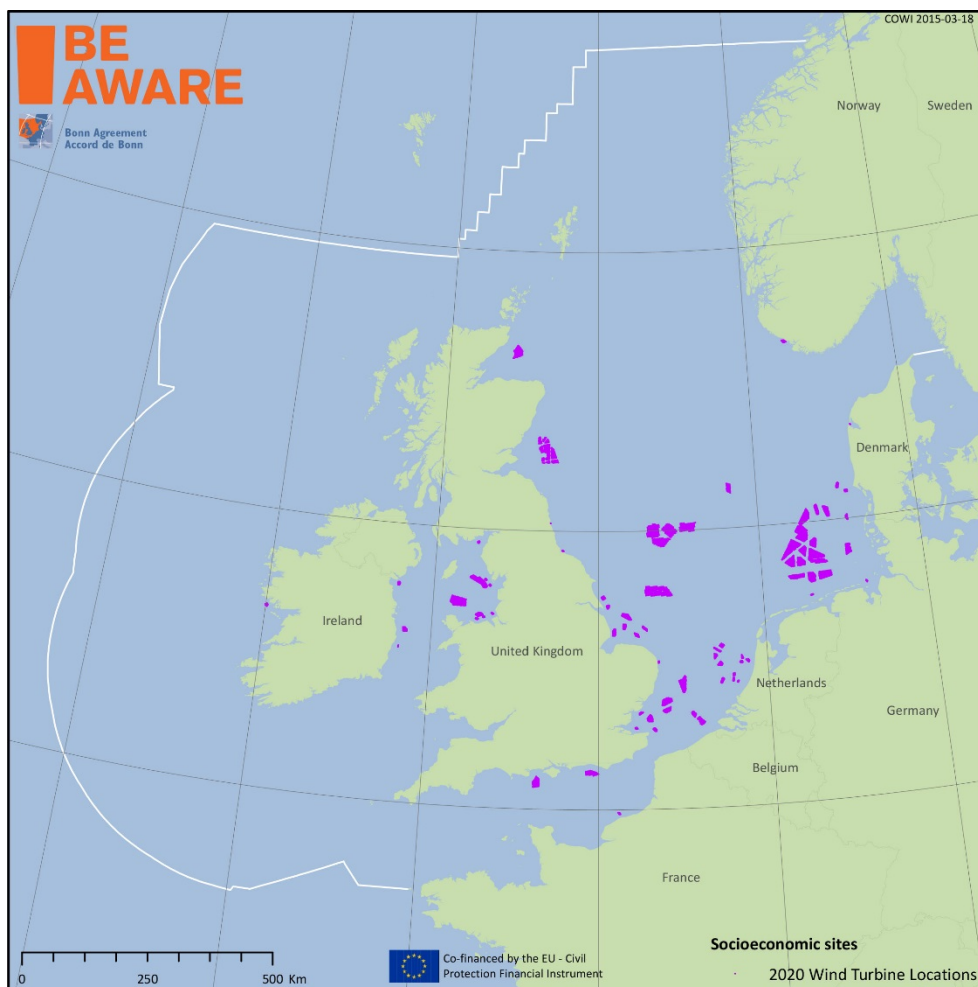 COWI 2015-03-18
BE
AWARE
Bonn Agreement
Accord de Bonn
Norway
Sweden
Denmark
Ireland
United Kingdom
Netherlands
Germany
Belgium
France
Socioeconomic sites
2020 Wind Turbine Locations
Co-financed by the EU - Civil
Protection Financial Instrument
0
250
500 Km